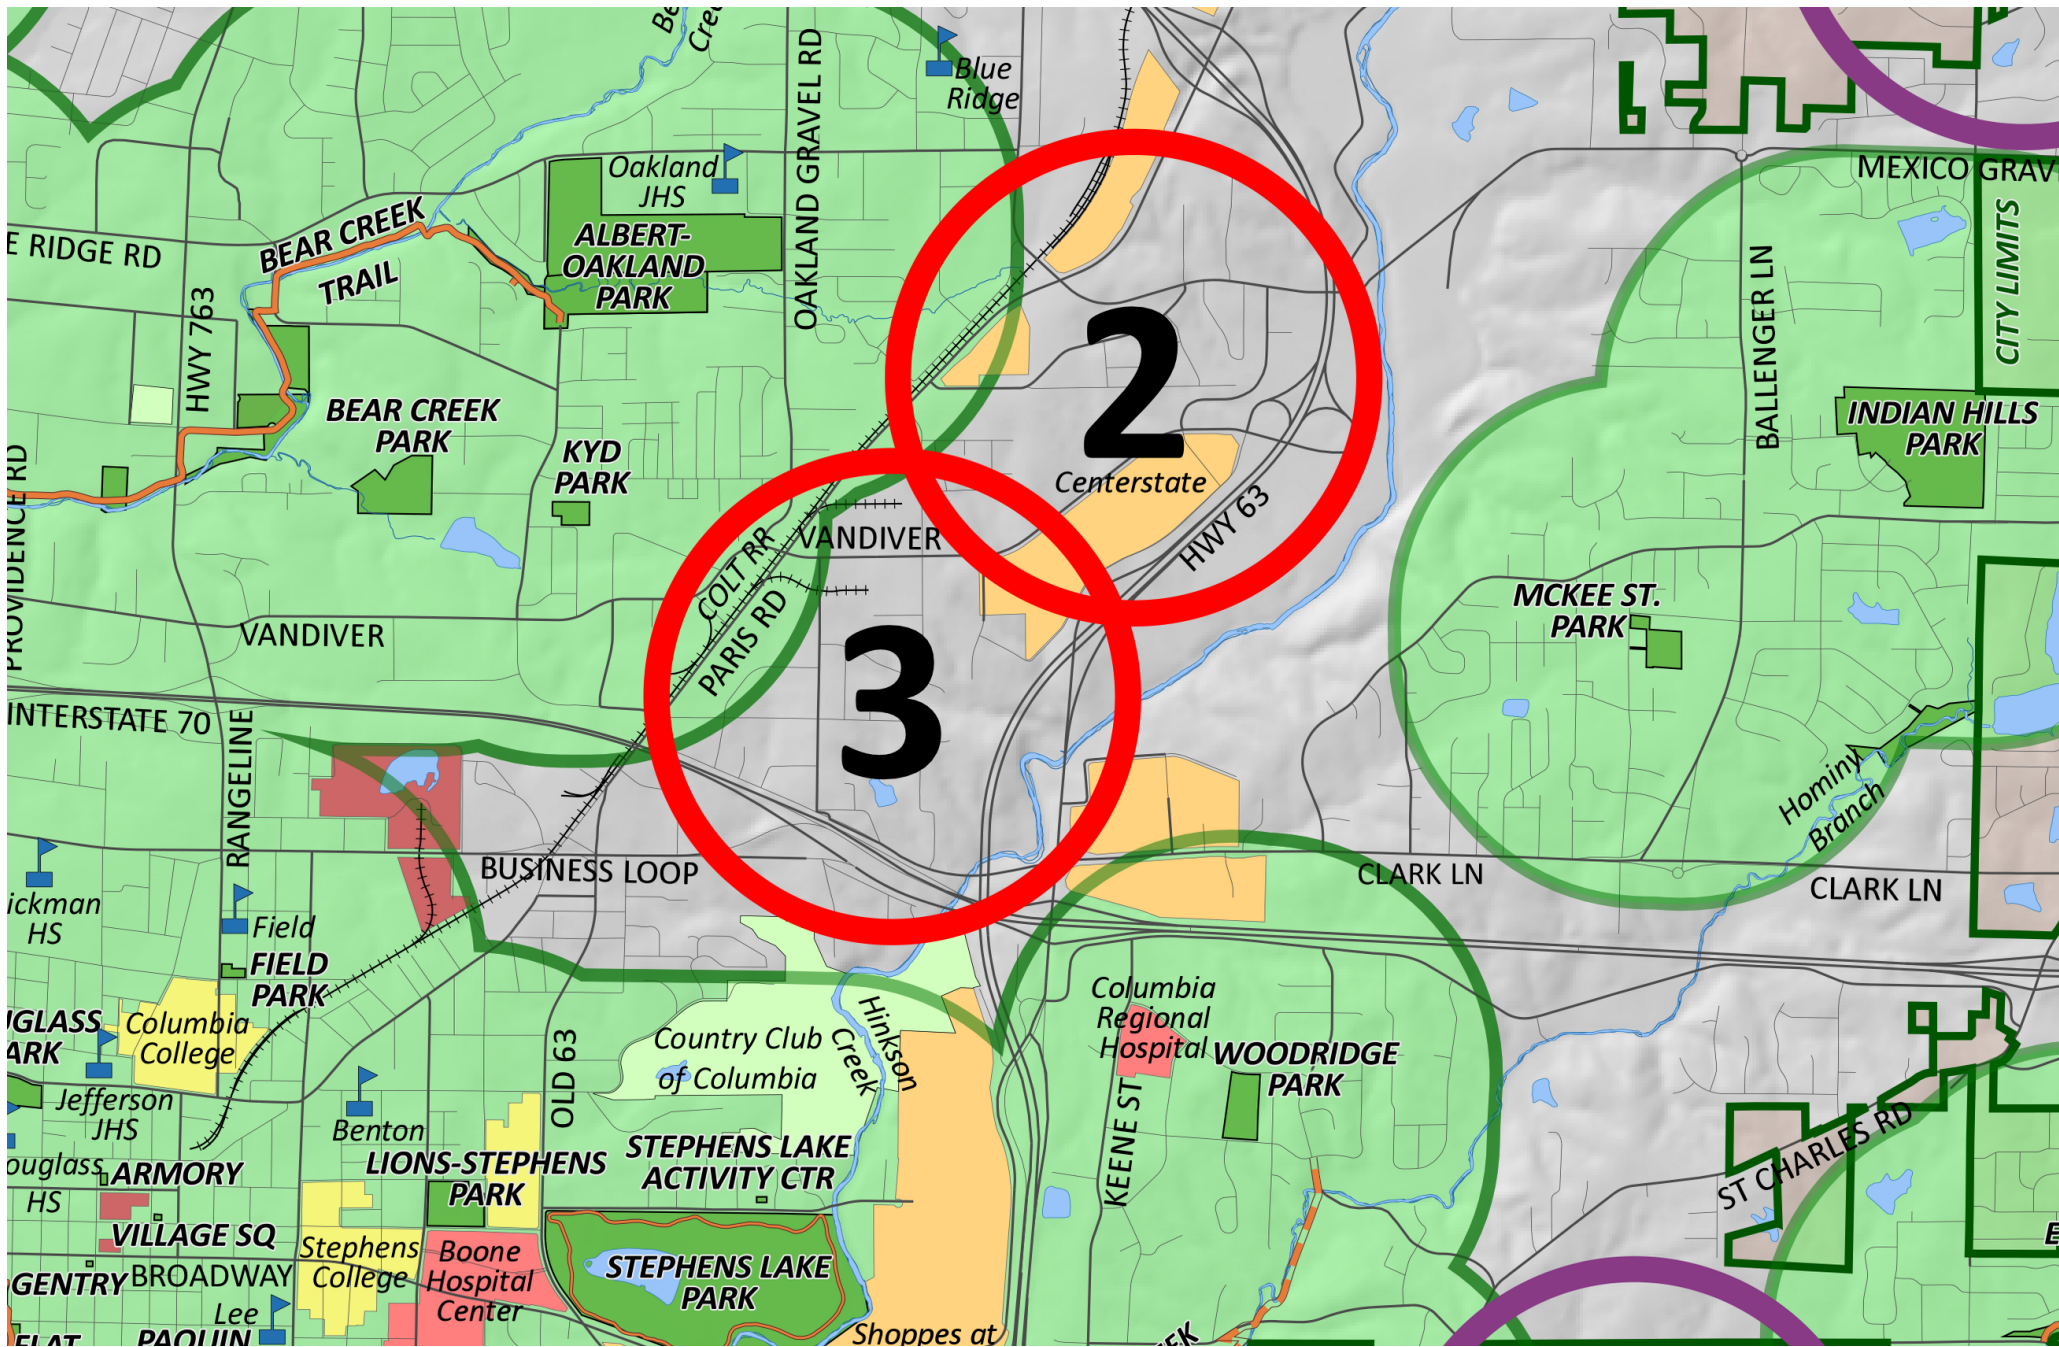 Be
Cre
Blue
Ridge
OAKLAND GRAVEL RD
Oakland
JHS
MEXICO GRAV
CITY LIMITS
E RIDGE RD
BEAR CREEK
TRAIL
ALBERT-
OAKLAND
PARK
HWY 763
BALLENGER LN
2
BEAR CREEK
PARK
KYD
PARK
INDIAN HILLS
PARK
Centerstate
HWY 63
PROVIDENCE RD
VANDIVER
COLT RR
PARIS RD
MCKEE ST.
PARK
VANDIVER
3
INTERSTATE 70
RANGELINE
Hominy
Branch
BUSINESS LOOP
CLARK LN
CLARK LN
ickman
HS
Field
FIELD
PARK
Columbia
College
Country Club
of Columbia
Hinkson
Creek
Columbia
Regional
Hospital
WOODRIDGE
PARK
KEENE ST
OLD 63
ST CHARLES RD
UGLASS
ARK
Jefferson
JHS
Benton
LIONS-STEPHENS
PARK
STEPHENS LAKE
ACTIVITY CTR
ouglass
HS
ARMORY
VILLAGE SQ
GENTRY
BROADWAY
Stephens
College
Boone
Hospital
Center
STEPHENS LAKE
PARK
Lee
PAQUIN
FLAT
Shoppes at
EEK
E